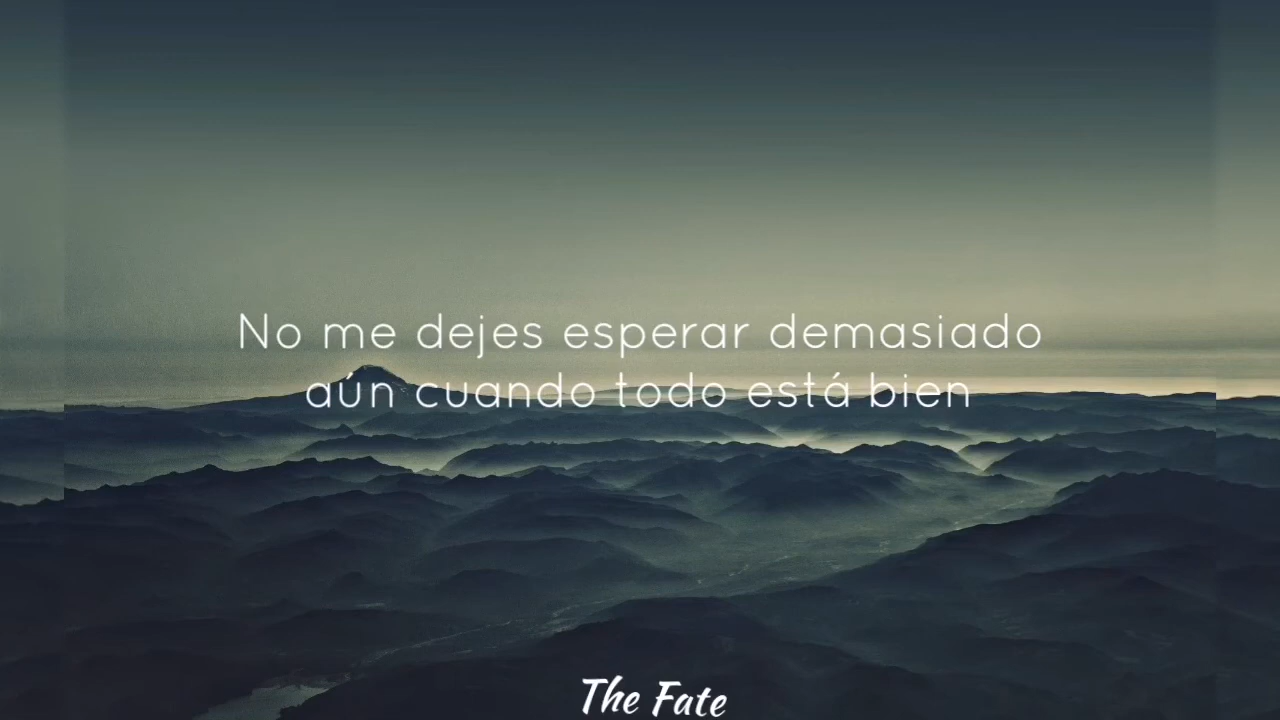 No me dejes esperar demasiado
aún cuando todo está bien
The Fate